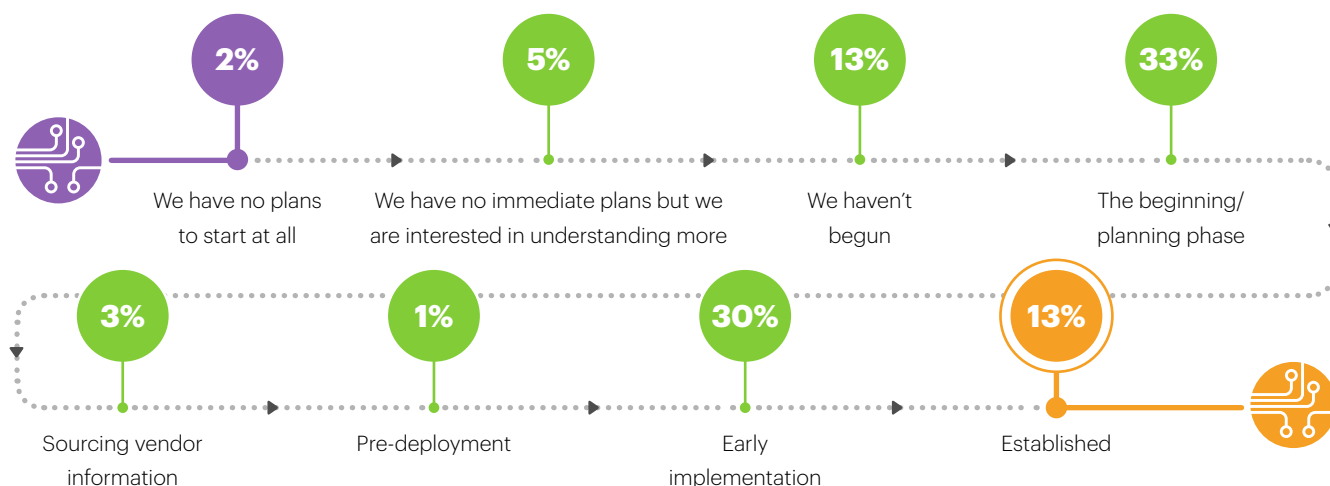 2%
5%
13%
33%
We have no plans
to start at all
We have no immediate plans but we
are interested in understanding more
We haven't
begun
The beginning/
planning phase
3%
1%
30%
13%
Sourcing vendor
information
Pre-deployment
Early
implementation
Established